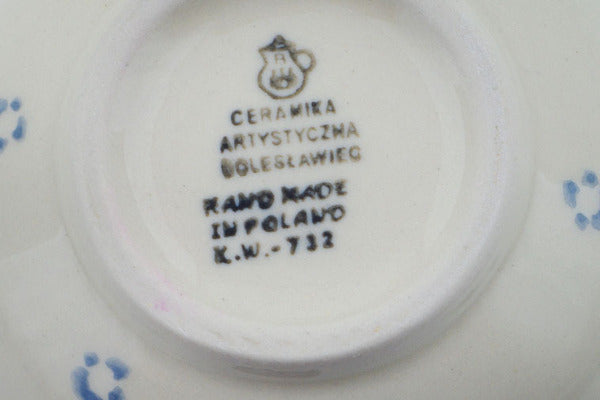 CERAMIKA
ARTYSTYCZNA
BOLESŁAWIEC
HAND MADE
IN POLAND
K.W.-732